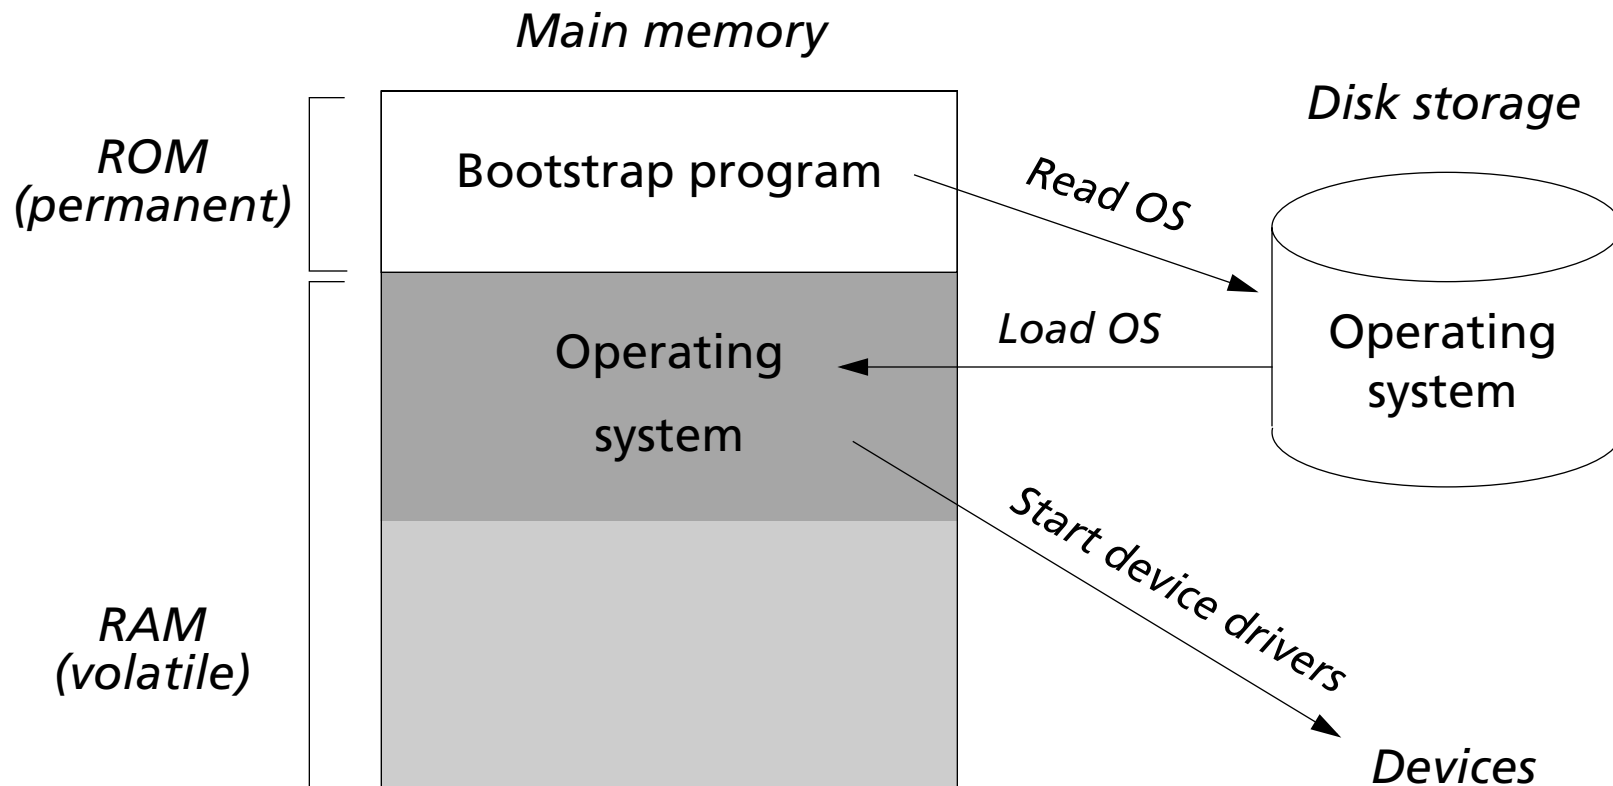 Main memory
Disk storage
ROM
(permanent)
Bootstrap program
Read OS
Load OS
Operating
system
Operating
system
Start device drivers
RAM
(volatile)
Devices